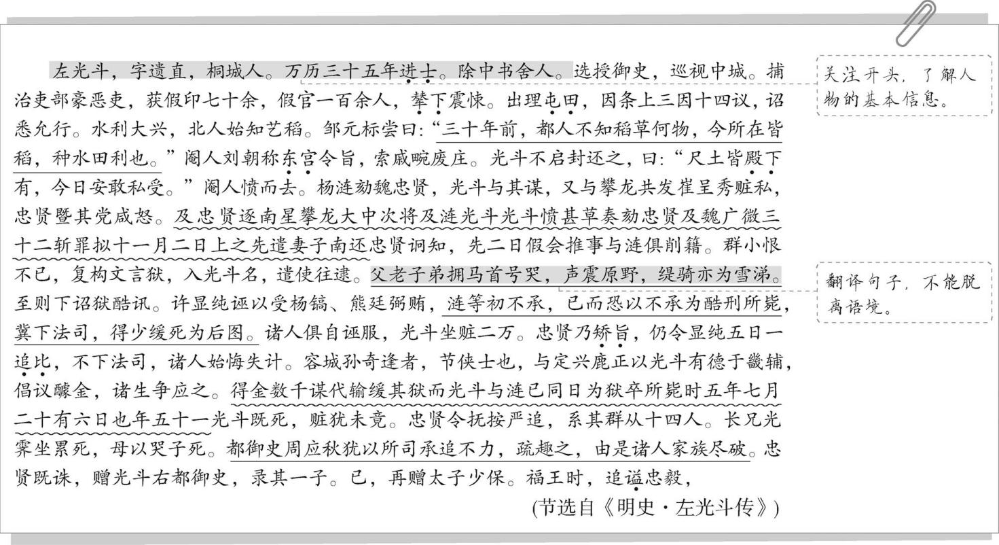 左光斗，字遗直，桐城人。万历三十五年进士。除中书舍人。选授御史，巡视中城。捕
治吏部豪恶吏，获假印七十余，假官一百余人，辇下震悚。出理屯田，因条上三因十四议，诏
悉允行。水利大兴，北人始知艺稻。邹元标尝曰：“三十年前，都人不知稻草何物，今所在皆
稻，种水田利也。”阉人刘朝称东宫令旨，索戚畹废庄。光斗不启封还之，曰：“尺土皆殿下
有，今日安敢私受。”阉人愤而去。杨涟劾魏忠贤，光斗与其谋，又与攀龙共发崔呈秀赃私，
忠贤暨其党咸怒。及忠贤逐南星攀龙大中次将及涟光斗光斗愤甚草奏劾忠贤及魏广微三
十二斩罪拟十一月二日上之先遣妻子南还忠贤诇知，先二日假会推事与涟俱削籍。群小恨
不已，复构文言狱，入光斗名，遣使往逮。父老子弟拥马首号哭，声震原野，缇骑亦为雪涕。
至则下诏狱酷讯。许显纯诬以受杨镐、熊廷弼贿，涟等初不承，已而恐以不承为酷刑所毙，
冀下法司，得少缓死为后图。诸人俱自诬服，光斗坐赃二万。忠贤乃矫旨，仍令显纯五日一
追比，不下法司，诸人始悔失计。容城孙奇逢者，节侠士也，与定兴鹿正以光斗有德于畿辅，
倡议醵金，诸生争应之。得金数千谋代输缓其狱而光斗与涟已同日为狱卒所毙时五年七月
二十有六日也年五十一光斗既死，赃犹未竟。忠贤令抚按严追，系其群从十四人。长兄光
霁坐累死，母以哭子死。都御史周应秋犹以所司承追不力，疏趣之，由是诸人家族尽破。忠
贤既诛，赠光斗右都御史，录其一子。已，再赠太子少保。福王时，追谥忠毅，
(节选自《明史·左光斗传》)
关注开头，了解人
物的基本信息。
翻译句子，不能脱
离语境。